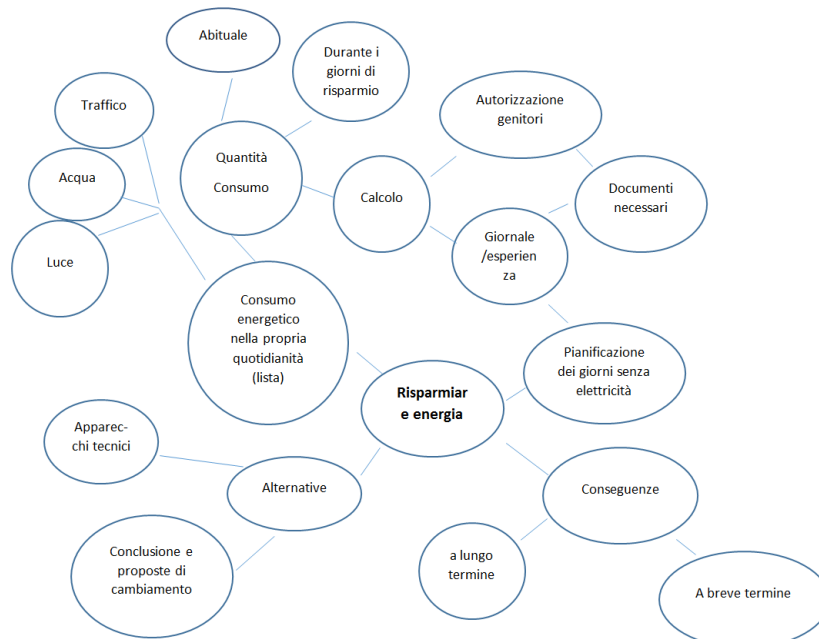 Abituale
Durante i
giorni di
risparmio
Traffico
Autorizzazione
genitori
Quantità
Consumo
Acqua
Calcolo
Documenti
necessari
Luce
Giornale
/esperien
za
Consumo
energetico
nella propria
quotidianità
(lista)
Pianificazione
dei giorni senza
elettricità
Risparmiar
e energia
Apparec-
chi tecnici
Alternative
Conseguenze
Conclusione e
proposte di
cambiamento
a lungo
termine
A breve termine